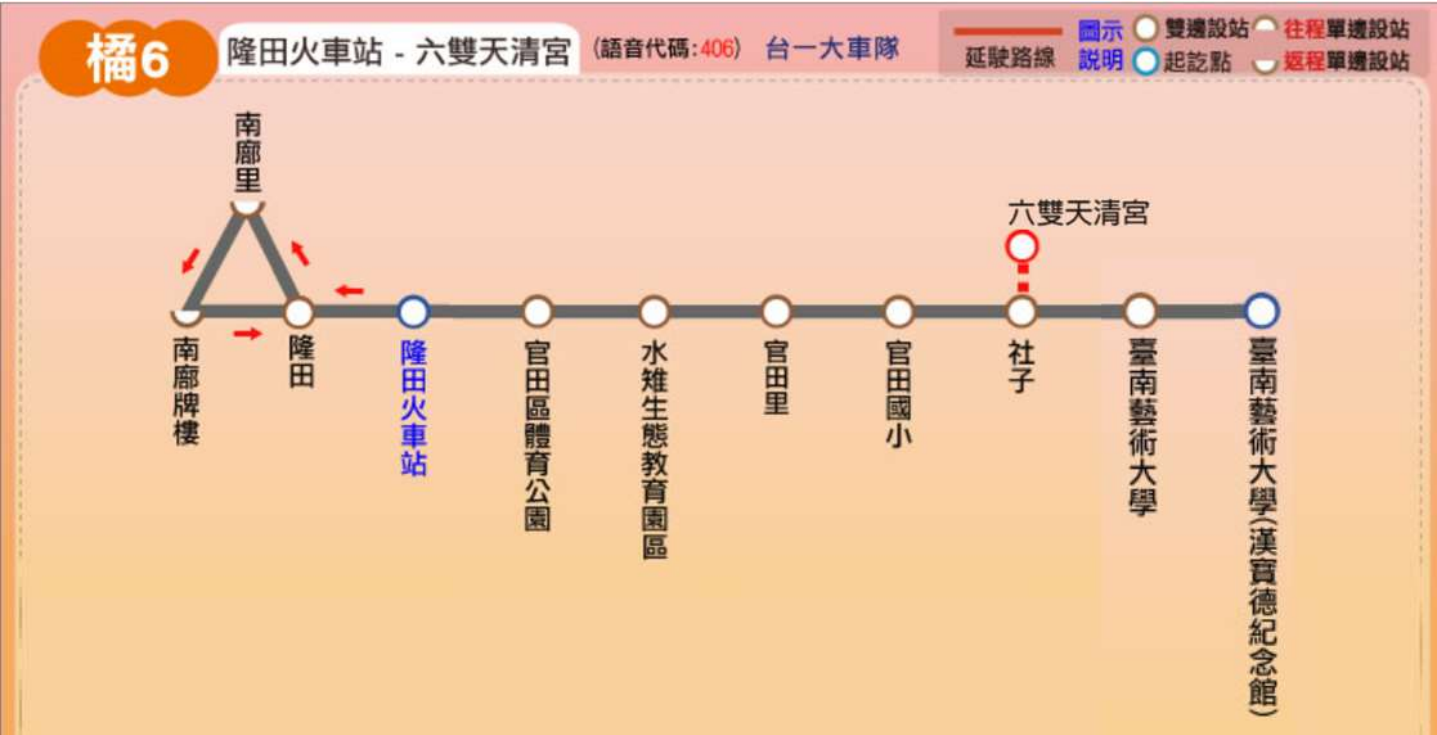 橘6
隆田火車站 - 六雙天清宮
(語音代碼:406)
台一大車隊
延駛路線
圖示
說明
雙邊設站
起訖點
往程單邊設站
返程單邊設站
南廍里
六雙天清宮
南廍牌樓
隆田
隆田火車站
官田區體育公園
水雉生態教育園區
官田里
官田國小
社子
臺南藝術大學
臺南藝術大學(漢寶德紀念館)